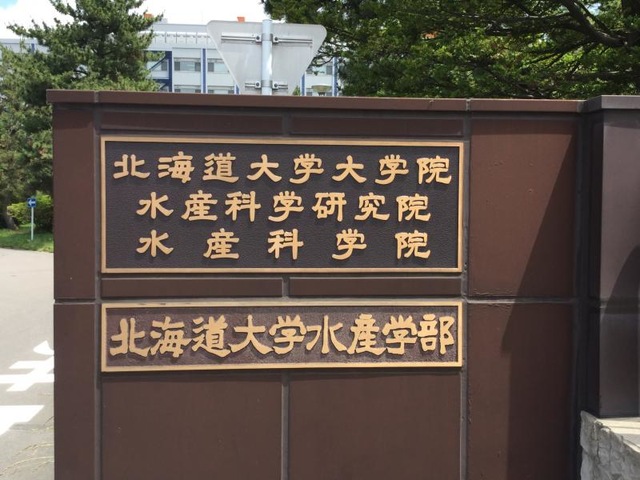 北海道大学大学院
水産科学研究院
水産科学院
北海道大学水産学部